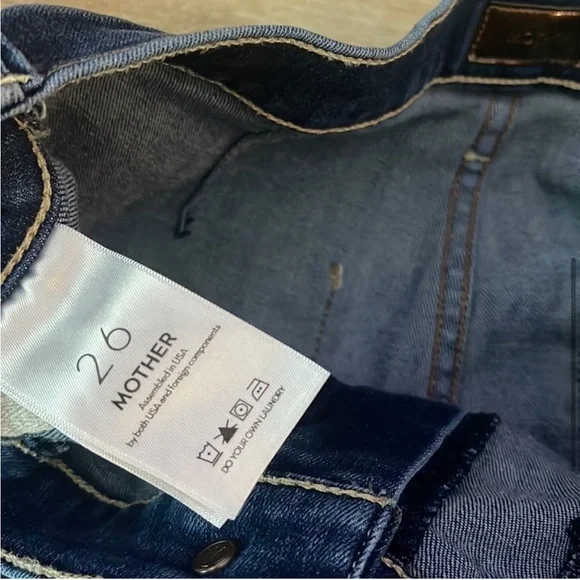 26
MOTHER
Assembled in USA
by both USA and foreign components
DO YOUR OWN LAUNDRY